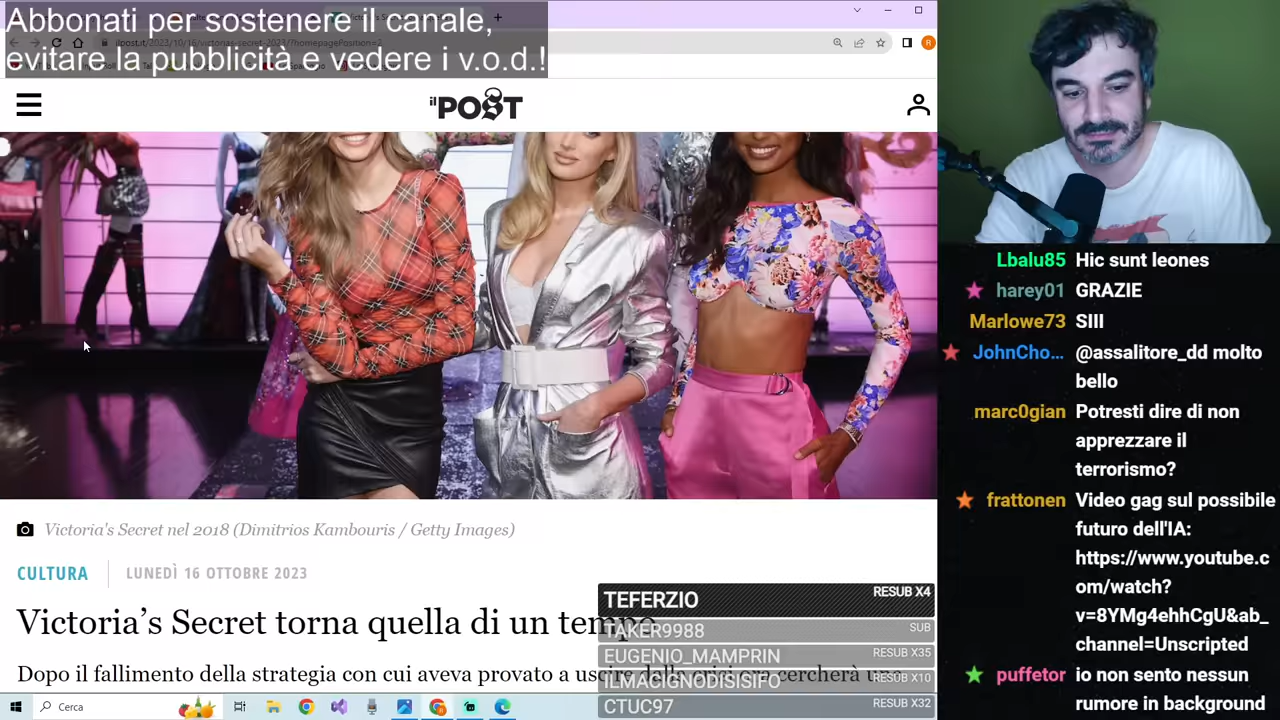 Abbonati per sostenere il canale,
evitare la pubblicità e vedere i v.o.d.!
il POST
Victoria's Secret nel 2018 (Dimitrios Kambouris / Getty Images)
CULTURA
LUNEDÌ 16 OTTOBRE 2023
Victoria’s Secret torna quella di un tempo
Dopo il fallimento della strategia con cui aveva provato a
TEFERZIO RESUB X4
TAKER9988 SUB
EUGENIO_MAMPRIN RESUB X35
ILMACIGNODISISIFO RESUB X10
CTUC97 RESUB X32
Cerca
Lbalu85 Hic sunt leones
harey01 GRAZIE
Marlowe73 SIII
JohnCho... @assalitore_dd molto
bello
marc0gian Potresti dire di non
apprezzare il
terrorismo?
frattonen Video gag sul possibile
futuro dell'IA:
https://www.youtube.c
om/watch?
v=8YMg4ehhCgU&ab_
channel=Unscripted
puffetor io non sento nessun
rumore in background